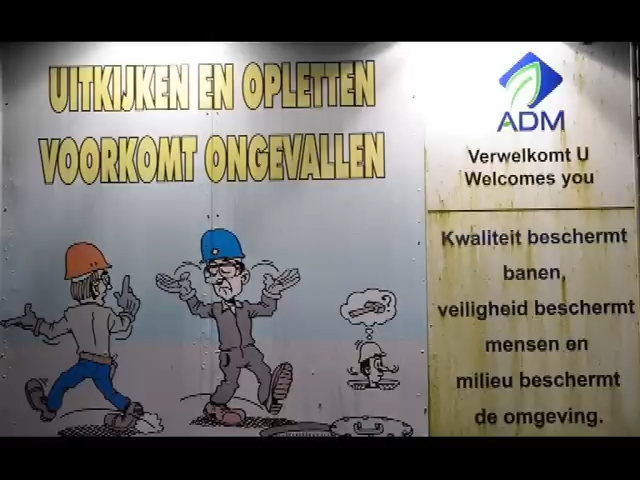 UITKIJKEN EN OPLETTEN
VOORKOMT ONGEVALLEN
?
ADM
Verwelkomt U
Welcomes you
Kwaliteit beschermt
banen,
veiligheid beschermt
mensen en
milieu beschermt
de omgeving.